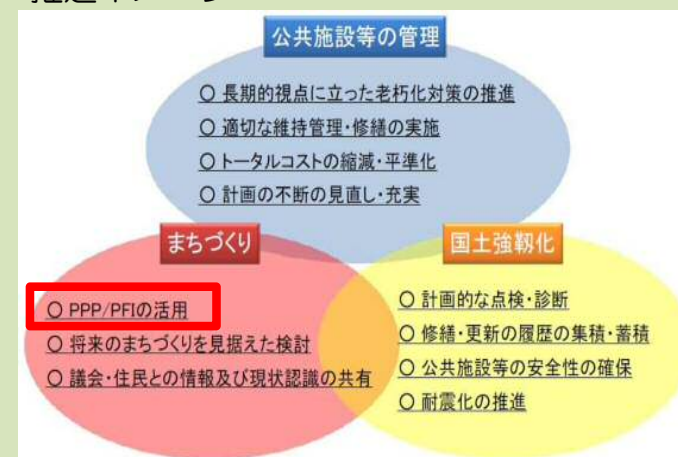 公共施設等の管理
○ 長期的視点に立った老朽化対策の推進
○ 適切な維持管理・修繕の実施
○ トータルコストの縮減・平準化
○ 計画の不断の見直し・充実
まちづくり
○ PPP/PFIの活用
○ 将来のまちづくりを見据えた検討
○ 議会・住民との情報及び現状認識の共有
国土強靱化
○ 計画的な点検・診断
○ 修繕・更新の履歴の集積・蓄積
○ 公共施設等の安全性の確保
○ 耐震化の推進